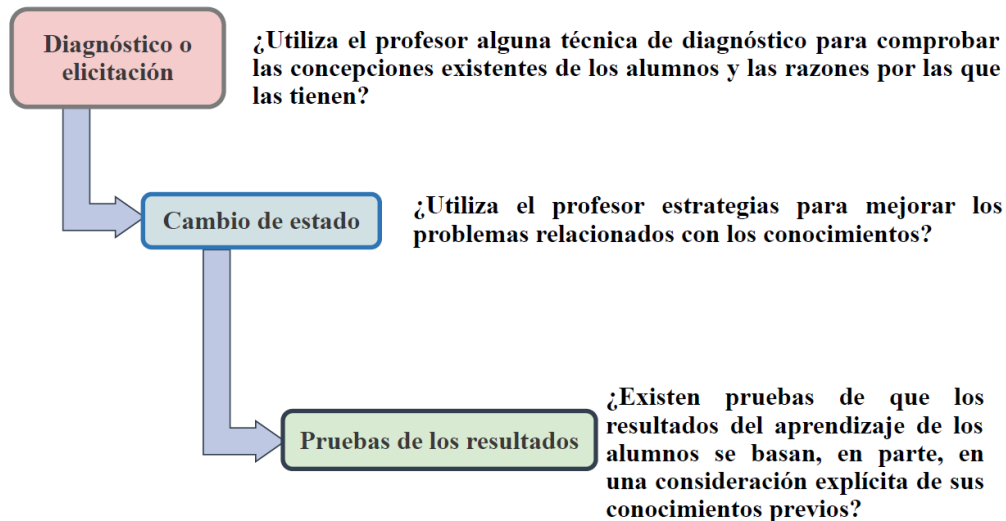 Diagnóstico o
elicitación
¿Utiliza el profesor alguna técnica de diagnóstico para comprobar
las concepciones existentes de los alumnos y las razones por las que
las tienen?
Cambio de estado
¿Utiliza el profesor estrategias para mejorar los
problemas relacionados con los conocimientos?
Pruebas de los resultados
¿Existen pruebas de que los
resultados del aprendizaje de los
alumnos se basan, en parte, en
una consideración explícita de sus
conocimientos previos?